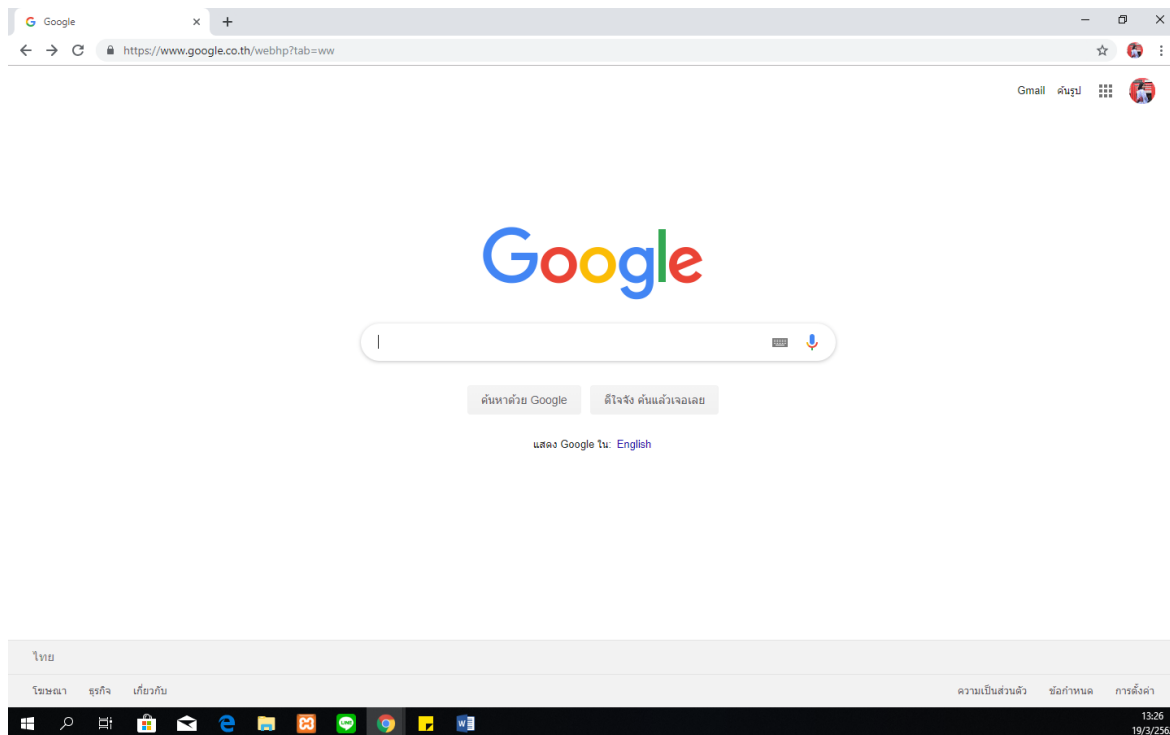 Google
https://www.google.co.th/webhp?tab=ww
Gmail ค้นรูป
Google
ค้นหาด้วย Google ดีใจจัง ค้นแล้วเจอเลย
แสดง Google ใน: English
ไทย
โฆษณา ธุรกิจ เกี่ยวกับ ความเป็นส่วนตัว ข้อกำหนด การตั้งค่า
LINE
13:26
19/3/256